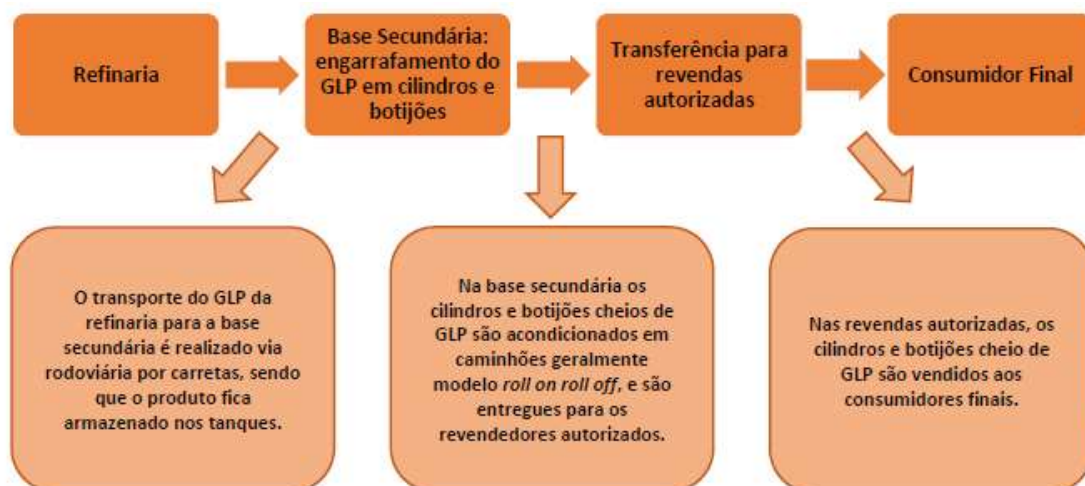 Refinaria
Base Secundária:
engarrafamento do
GLP em cilindros e
botijões
Transferência para
revendas
autorizadas
Consumidor Final
O transporte do GLP da
refinaria para a base
secundária é realizado via
rodoviária por carretas, sendo
que o produto fica
armazenado nos tanques.
Na base secundária os
cilindros e botijões cheios de
GLP são acondicionados em
caminhões geralmente
modelo roll on roll off, e são
entregues para os
revendedores autorizados.
Nas revendas autorizadas, os
cilindros e botijões cheio de
GLP são vendidos aos
consumidores finais.